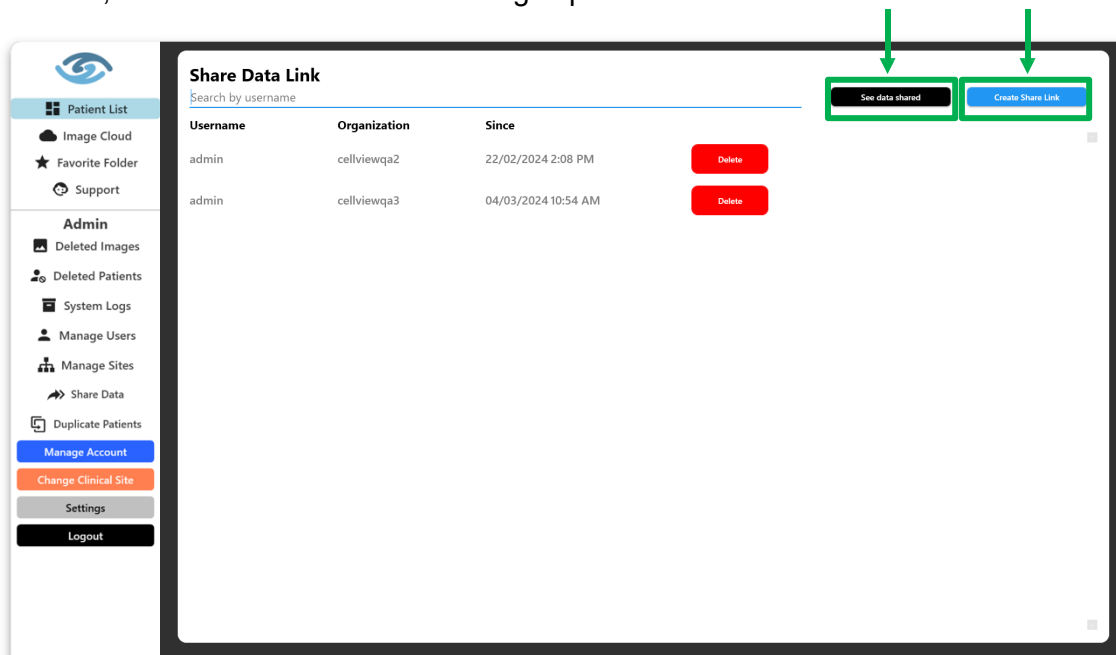 Patient List
Image Cloud
Favorite Folder
Support
Admin
Deleted Images
Deleted Patients
System Logs
Manage Users
Manage Sites
Share Data
Duplicate Patients
Manage Account
Change Clinical Site
Settings
Logout
Share Data Link
Search by username
See data shared
Create Share Link
Username Organization Since
admin cellviewqa2 22/02/2024 2:08 PM Delete
admin cellviewqa3 04/03/2024 10:54 AM Delete